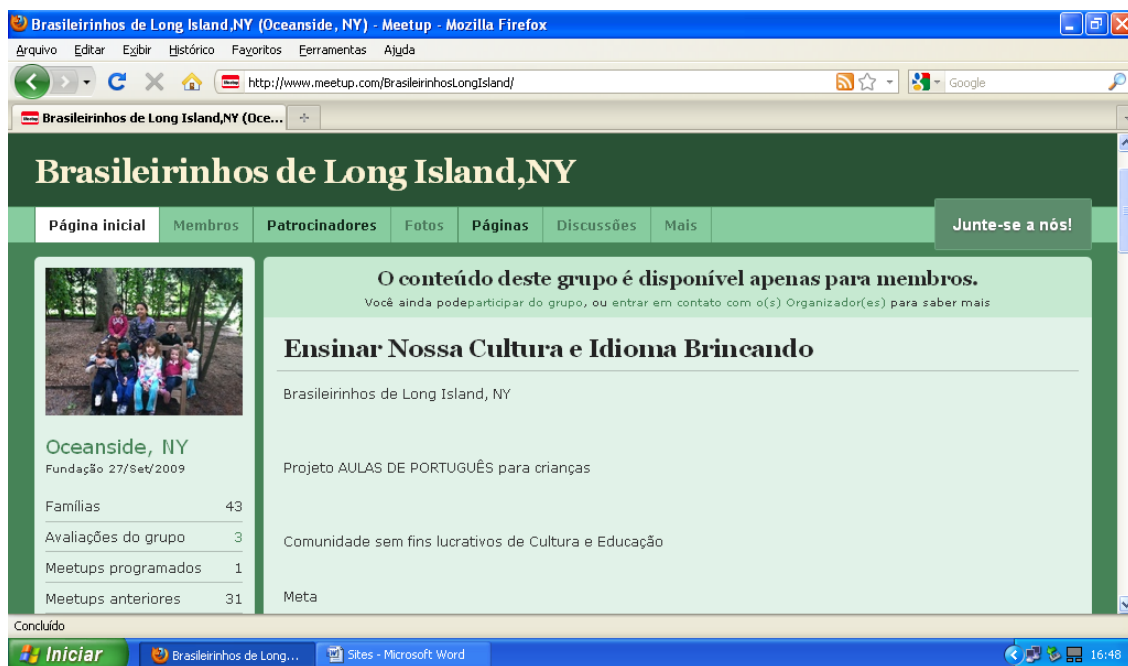 Brasileirinhos de Long Island,NY (Oceanside, NY) - Meetup - Mozilla Firefox
Arquivo Editar Exibir Histórico Favoritos Ferramentas Ajuda
http://www.meetup.com/BrasileirinhosLongIsland/ Google
Brasileirinhos de Long Island,NY (Oce...
Brasileirinhos de Long Island,NY
Página inicial Membros Patrocinadores Fotos Páginas Discussões Mais Junte-se a nós!
O conteúdo deste grupo é disponível apenas para membros.
Você ainda podeparticipar do grupo, ou entrar em contato com o(s) Organizador(es) para saber mais
Ensinar Nossa Cultura e Idioma Brincando
Brasileirinhos de Long Island, NY
Projeto AULAS DE PORTUGUÊS para crianças
Comunidade sem fins lucrativos de Cultura e Educação
Meta
Oceanside, NY
Fundação 27/Set/2009
Famílias 43
Avaliações do grupo 3
Meetups programados 1
Meetups anteriores 31
Concluído
Iniciar Brasileirinhos de Long... Sites - Microsoft Word 16:48